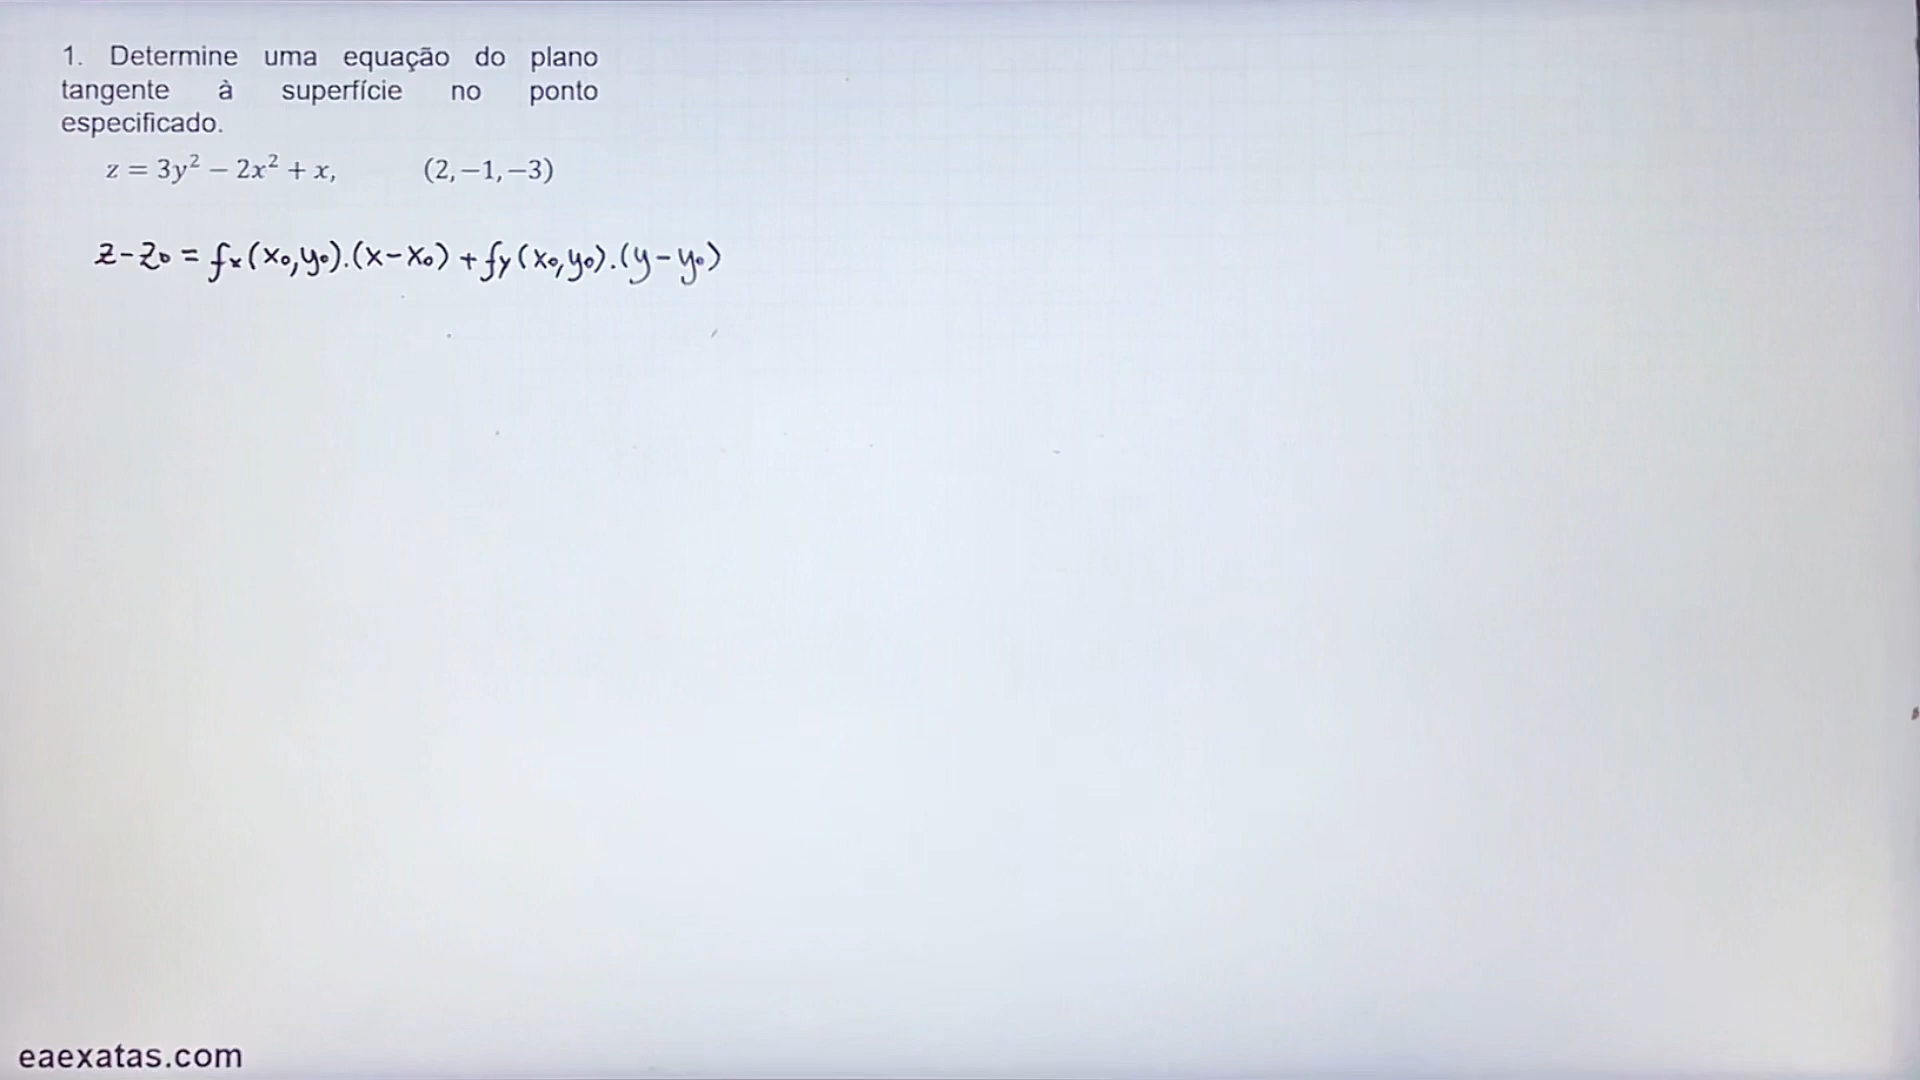 1. Determine uma equação do plano
tangente à superfície no ponto
especificado.
z = 3y² − 2x² + x, (2, −1, −3)
z − z₀ = fₓ(x₀,y₀).(x − x₀) + fᵧ(x₀,y₀).(y − y₀)
eaexatas.com